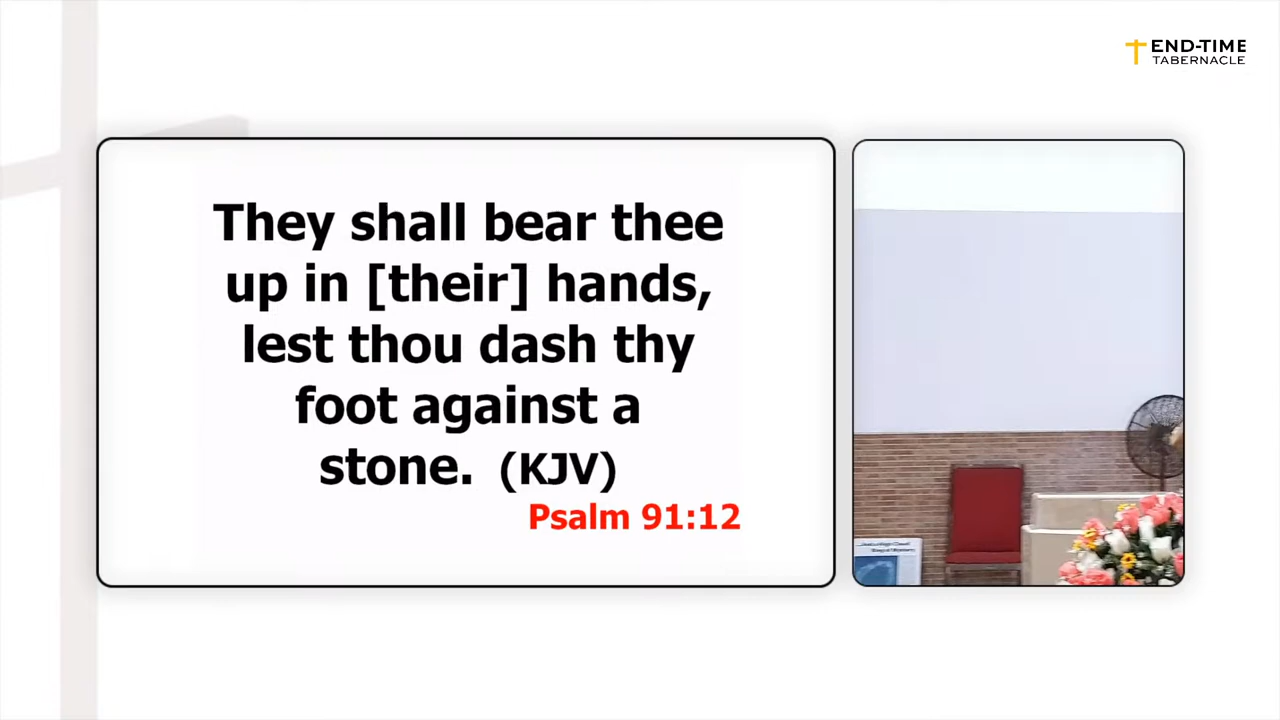 END-TIME
TABERNACLE
They shall bear thee
up in [their] hands,
lest thou dash thy
foot against a
stone. (KJV)
Psalm 91:12